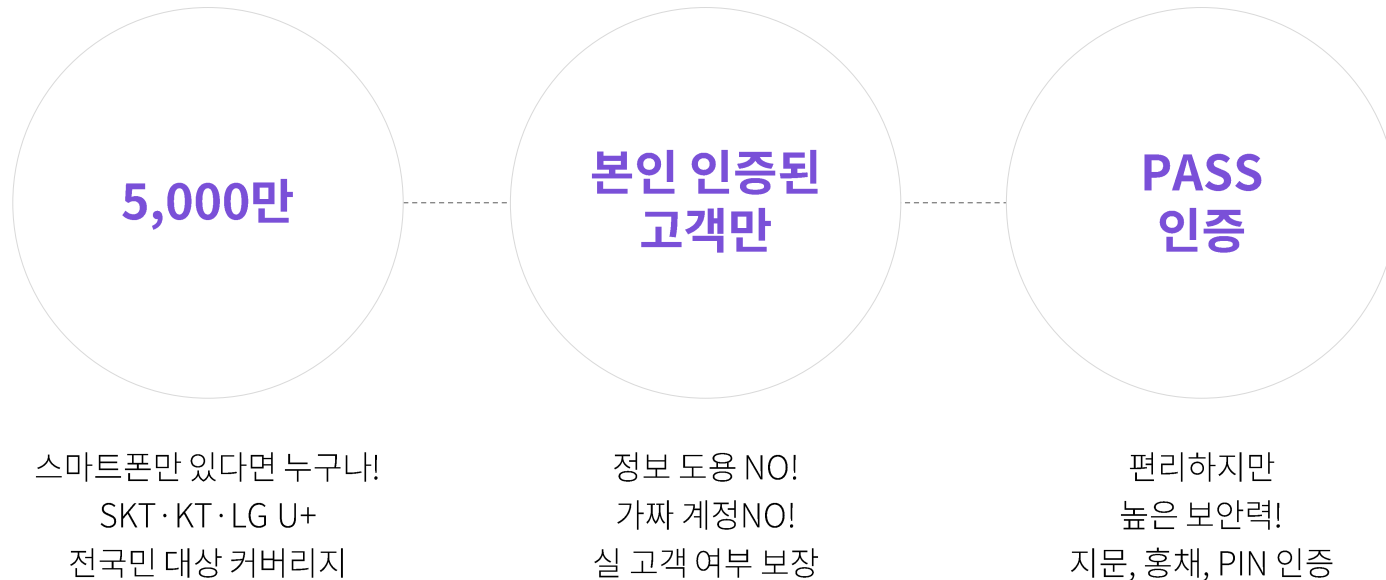 5,000만
본인 인증된
고객만
PASS
인증
스마트폰만 있다면 누구나!
SKT · KT · LG U+
전국민 대상 커버리지
정보 도용 NO!
가짜 계정NO!
실 고객 여부 보장
편리하지만
높은 보안력!
지문, 홍채, PIN 인증